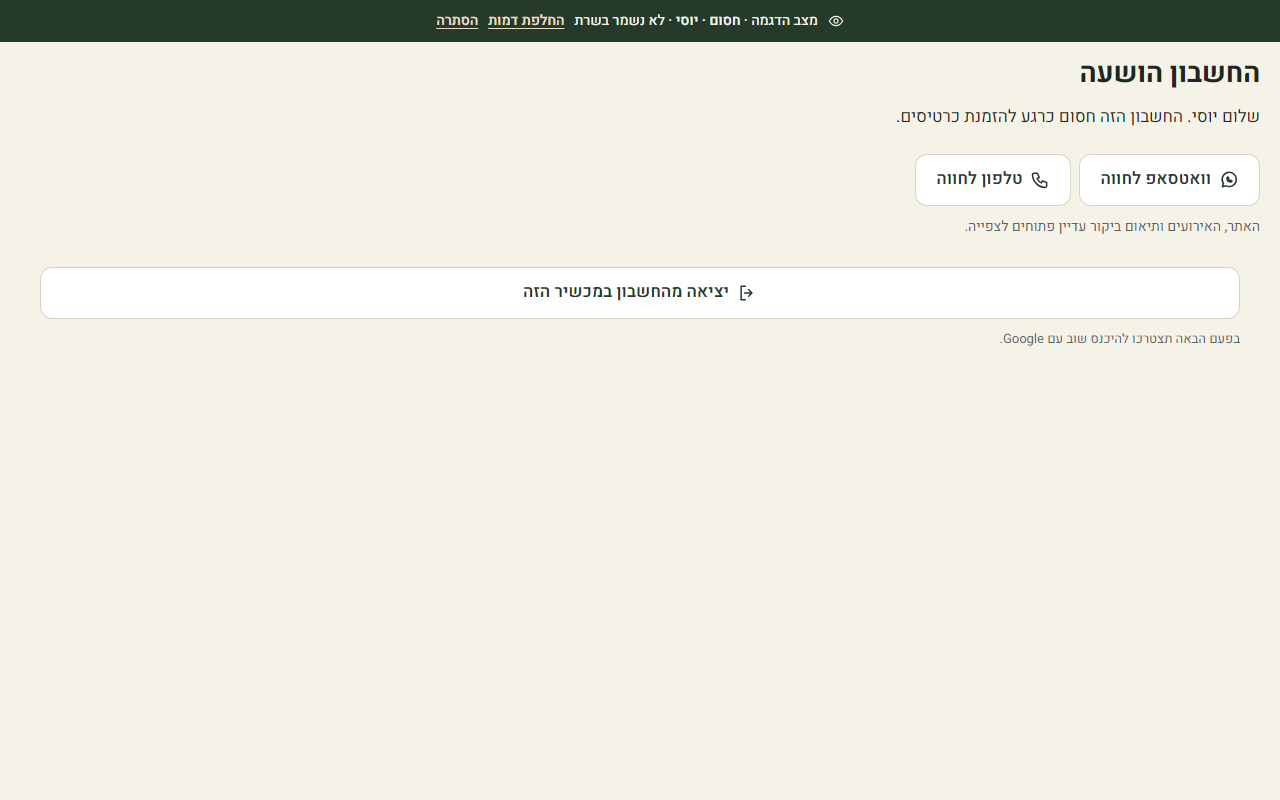 מצב הדגמה · חסום · יוסי · לא נשמר בשרת החלפת דמות הסתרה
החשבון הושעה
שלום יוסי. החשבון הזה חסום כרגע להזמנת כרטיסים.
וואטסאפ לחווה טלפון לחווה
האתר, האירועים ותיאום ביקור עדיין פתוחים לצפייה.
יציאה מהחשבון במכשיר הזה
בפעם הבאה תצטרכו להיכנס שוב עם Google.